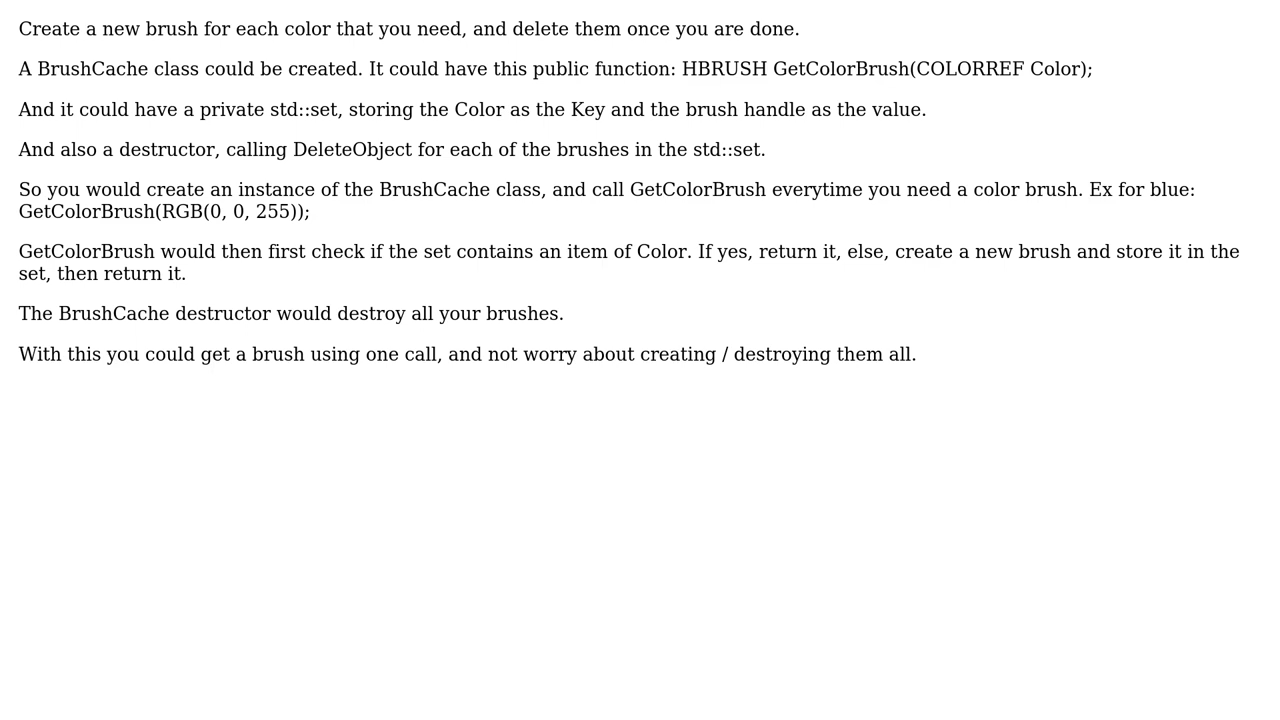 Create a new brush for each color that you need, and delete them once you are done.
A BrushCache class could be created. It could have this public function: HBRUSH GetColorBrush(COLORREF Color);
And it could have a private std::set, storing the Color as the Key and the brush handle as the value.
And also a destructor, calling DeleteObject for each of the brushes in the std::set.
So you would create an instance of the BrushCache class, and call GetColorBrush everytime you need a color brush. Ex for blue:
GetColorBrush(RGB(0, 0, 255));
GetColorBrush would then first check if the set contains an item of Color. If yes, return it, else, create a new brush and store it in the
set, then return it.
The BrushCache destructor would destroy all your brushes.
With this you could get a brush using one call, and not worry about creating / destroying them all.